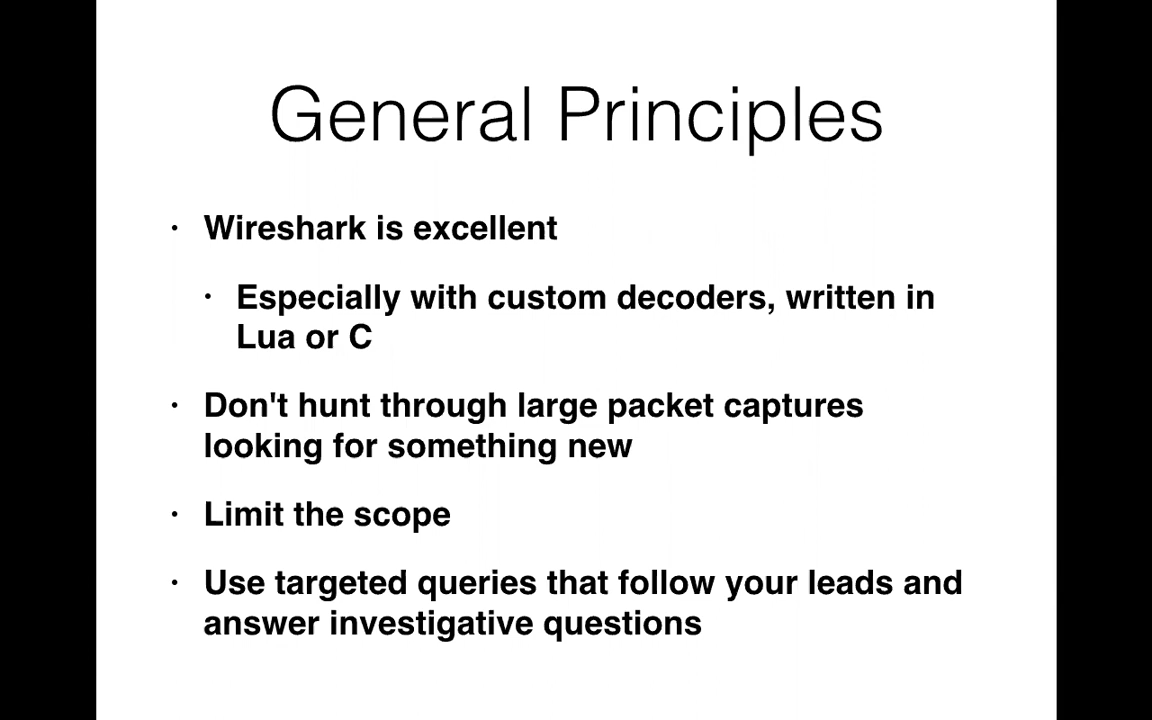 General Principles
· Wireshark is excellent
· Especially with custom decoders, written in
Lua or C
· Don't hunt through large packet captures
looking for something new
· Limit the scope
· Use targeted queries that follow your leads and
answer investigative questions